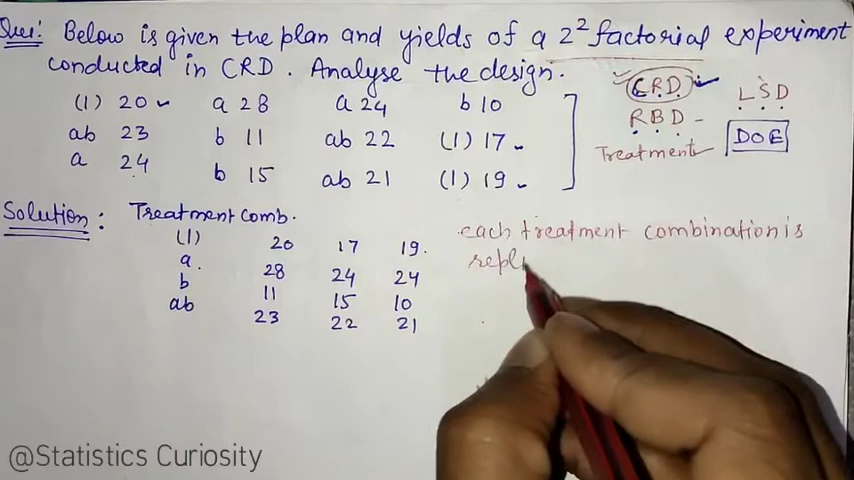 Ques: Below is given the plan and yields of a 2² factorial experiment
conducted in CRD. Analyse the design.
(1) 20 a 28 a 24 b 10
ab 23 b 11 ab 22 (1) 17
a 24 b 15 ab 21 (1) 19
CRD
RBD -
Treatment
LSD
DOE
Solution: Treatment Comb.
(1) 20 17 19.
a. 28 24 24
b 11 15 10
ab 23 22 21
each treatment combination is
repl
@Statistics Curiosity